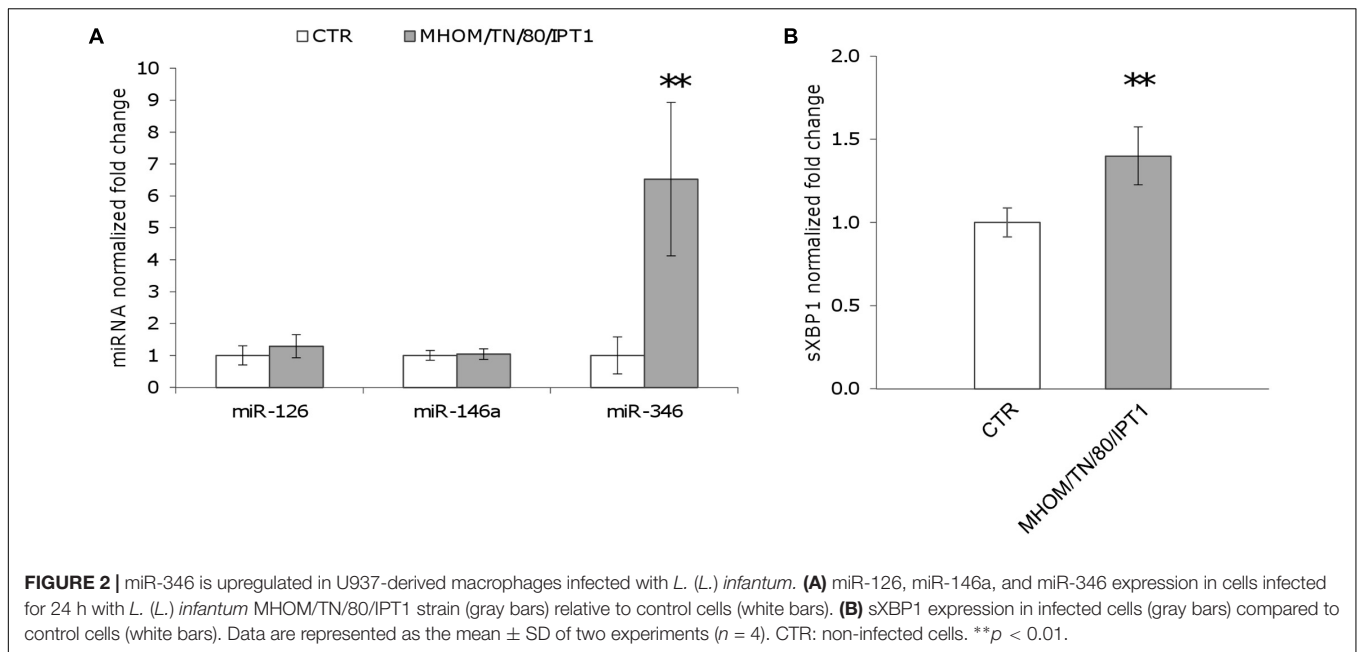 A
CTR
MHOM/TN/80/IPT1
miRNA normalized fold change
10
9
8
7
6
5
4
3
2
1
0
**
miR-126
miR-146a
miR-346
B
sXBP1 normalized fold change
2.0
1.5
1.0
0.5
0.0
**
CTR
MHOM/TN/80/IPT1
FIGURE 2 | miR-346 is upregulated in U937-derived macrophages infected with L. (L.) infantum. (A) miR-126, miR-146a, and miR-346 expression in cells infected
for 24 h with L. (L.) infantum MHOM/TN/80/IPT1 strain (gray bars) relative to control cells (white bars). (B) sXBP1 expression in infected cells (gray bars) compared to
control cells (white bars). Data are represented as the mean ± SD of two experiments (n = 4). CTR: non-infected cells. **p < 0.01.